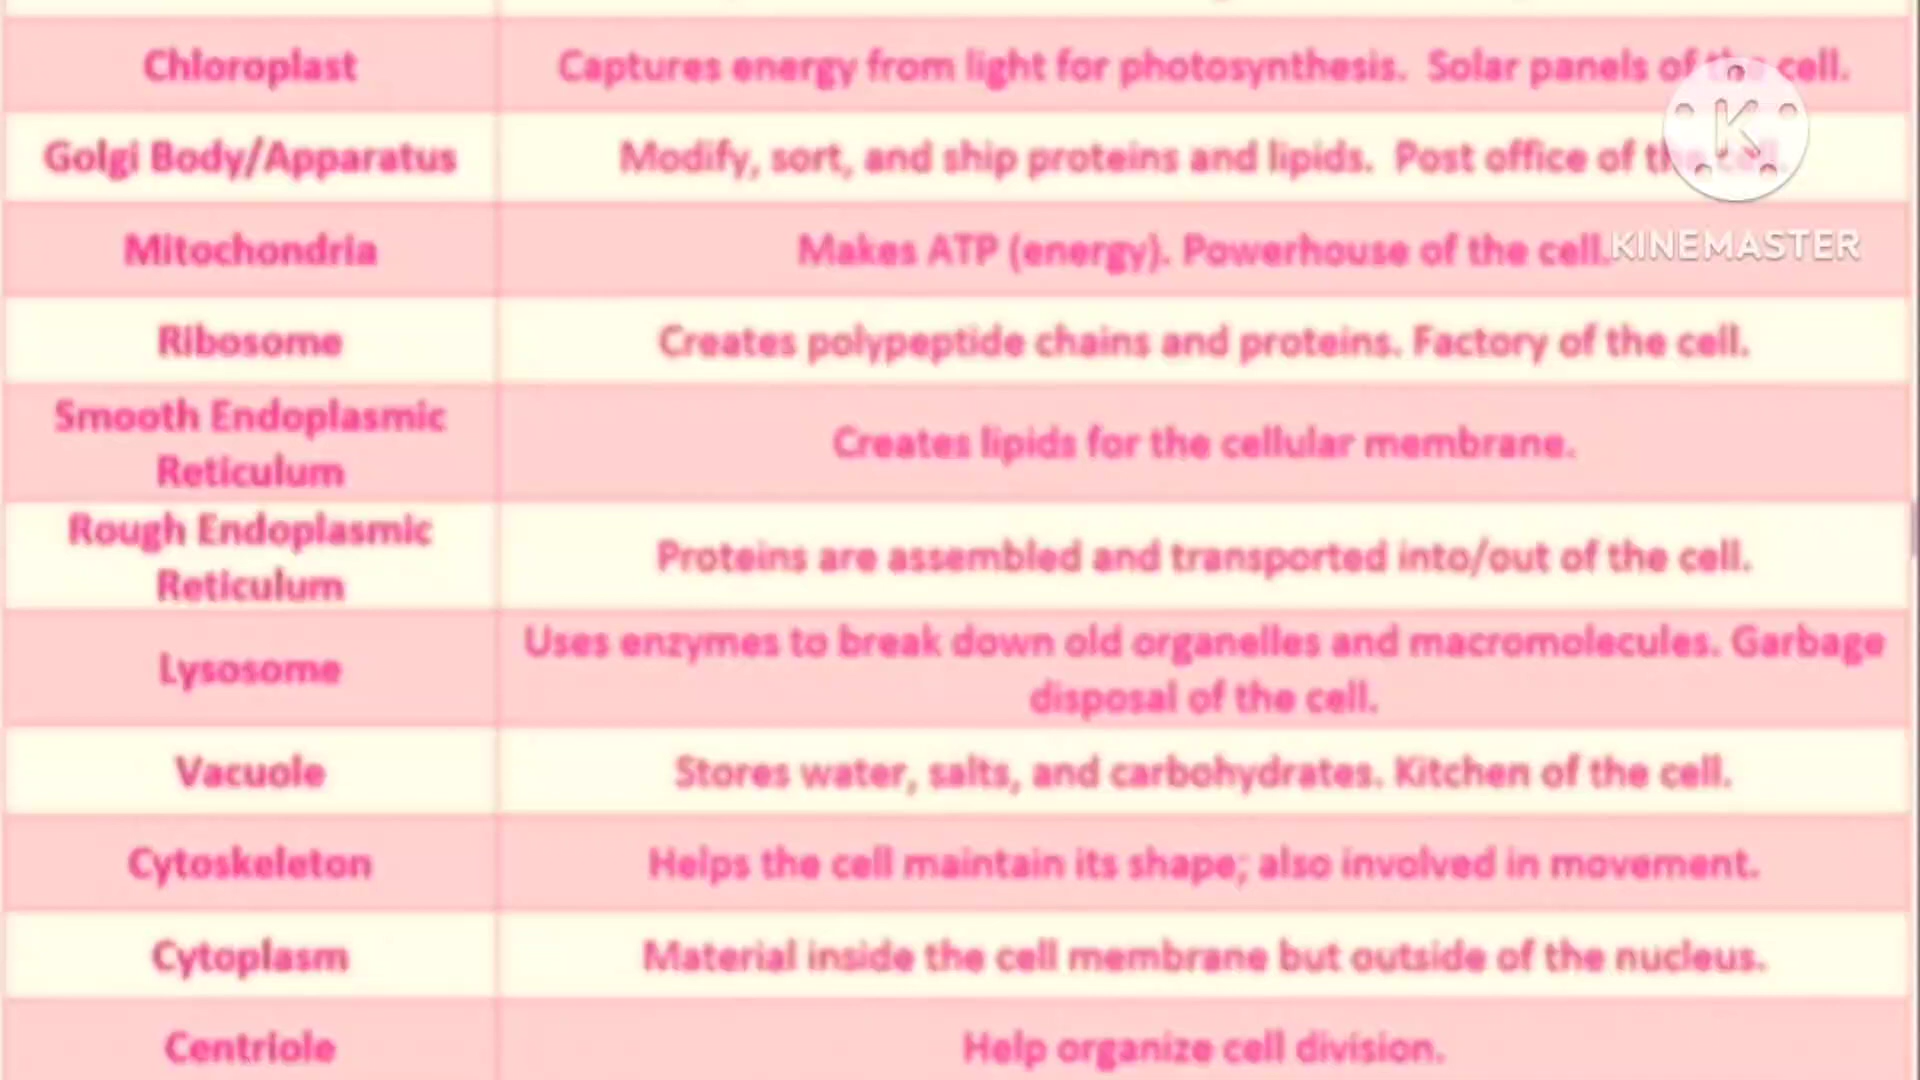 Chloroplast
Captures energy from light for photosynthesis. Solar panels of the cell.
Golgi Body/Apparatus
Modify, sort, and ship proteins and lipids. Post office of the cell.
Mitochondria
Makes ATP (energy). Powerhouse of the cell.
KINEMASTER
Ribosome
Creates polypeptide chains and proteins. Factory of the cell.
Smooth Endoplasmic
Reticulum
Creates lipids for the cellular membrane.
Rough Endoplasmic
Reticulum
Proteins are assembled and transported into/out of the cell.
Lysosome
Uses enzymes to break down old organelles and macromolecules. Garbage
disposal of the cell.
Vacuole
Stores water, salts, and carbohydrates. Kitchen of the cell.
Cytoskeleton
Helps the cell maintain its shape; also involved in movement.
Cytoplasm
Material inside the cell membrane but outside of the nucleus.
Centriole
Help organize cell division.